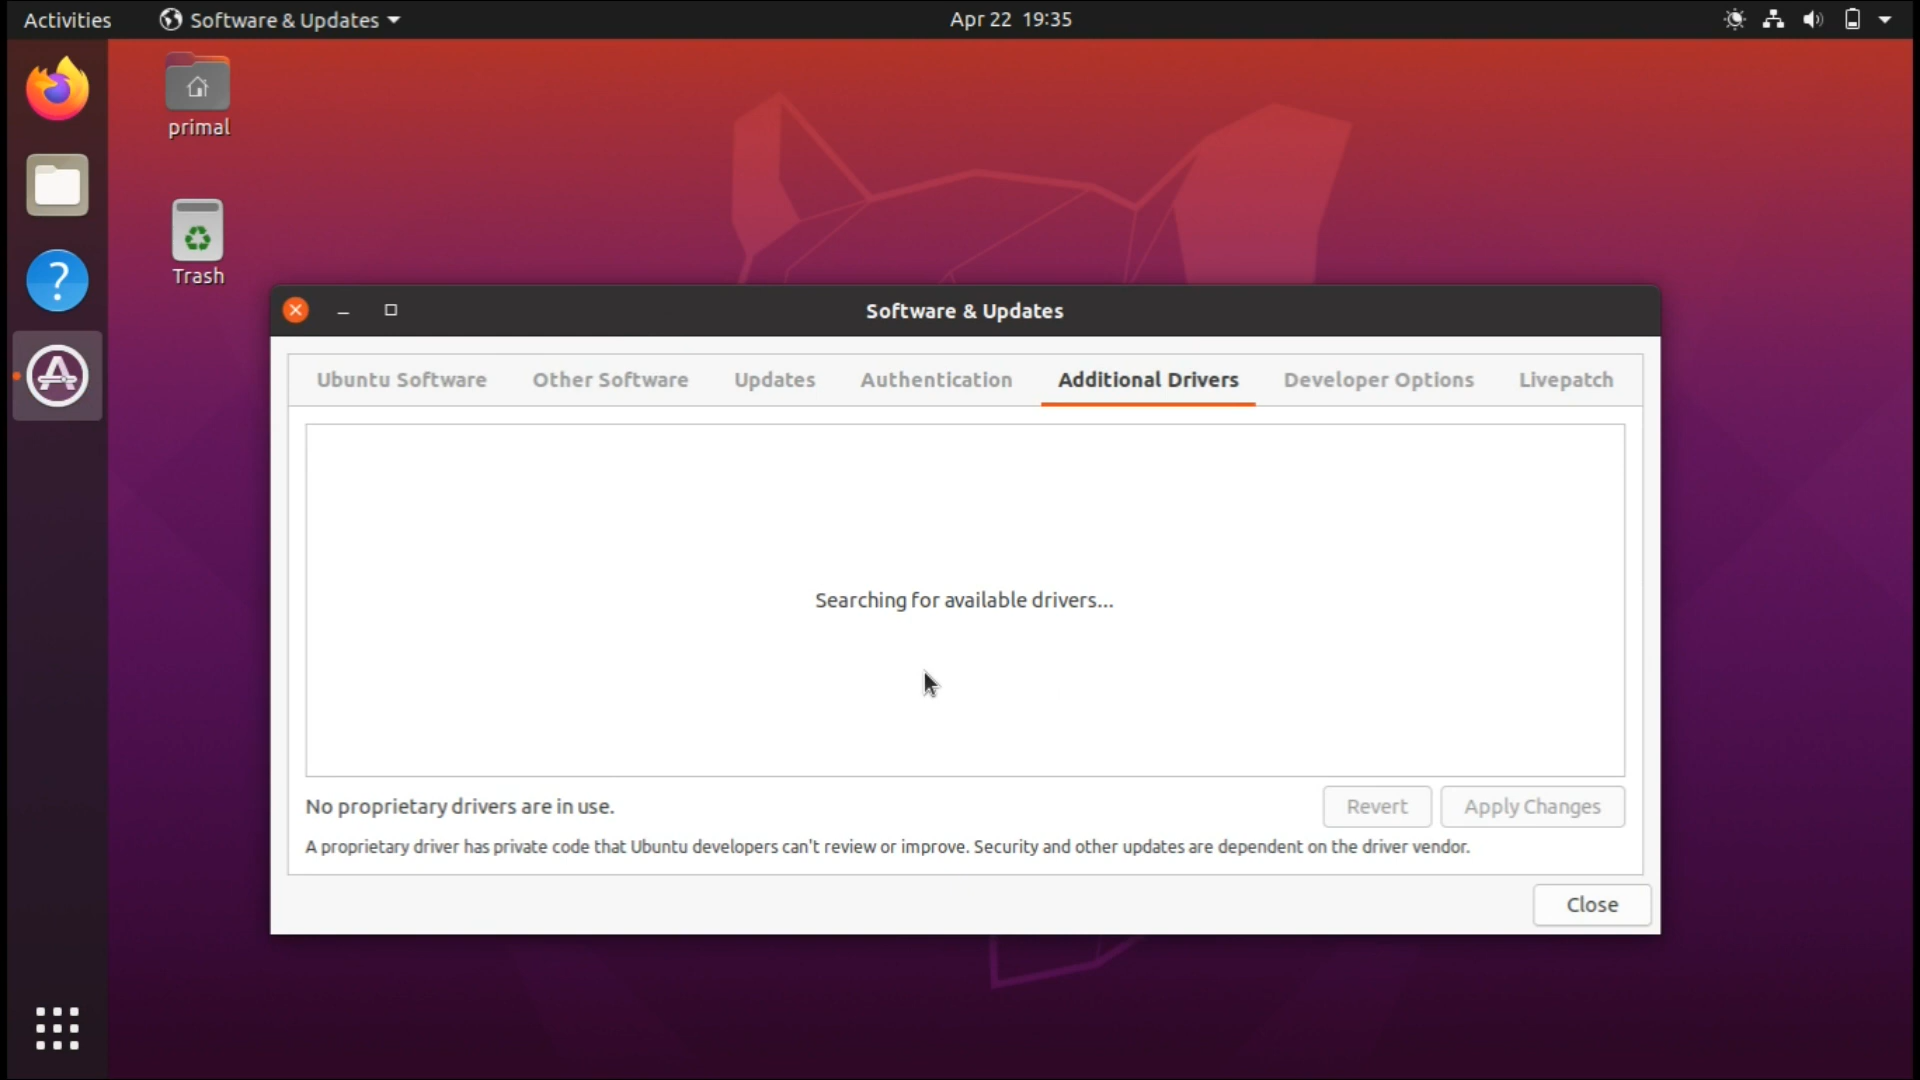 Activities
Software & Updates
Apr 22 19:35
primal
Trash
Software & Updates
Ubuntu Software
Other Software
Updates
Authentication
Additional Drivers
Developer Options
Livepatch
Searching for available drivers...
No proprietary drivers are in use.
Revert
Apply Changes
A proprietary driver has private code that Ubuntu developers can't review or improve. Security and other updates are dependent on the driver vendor.
Close